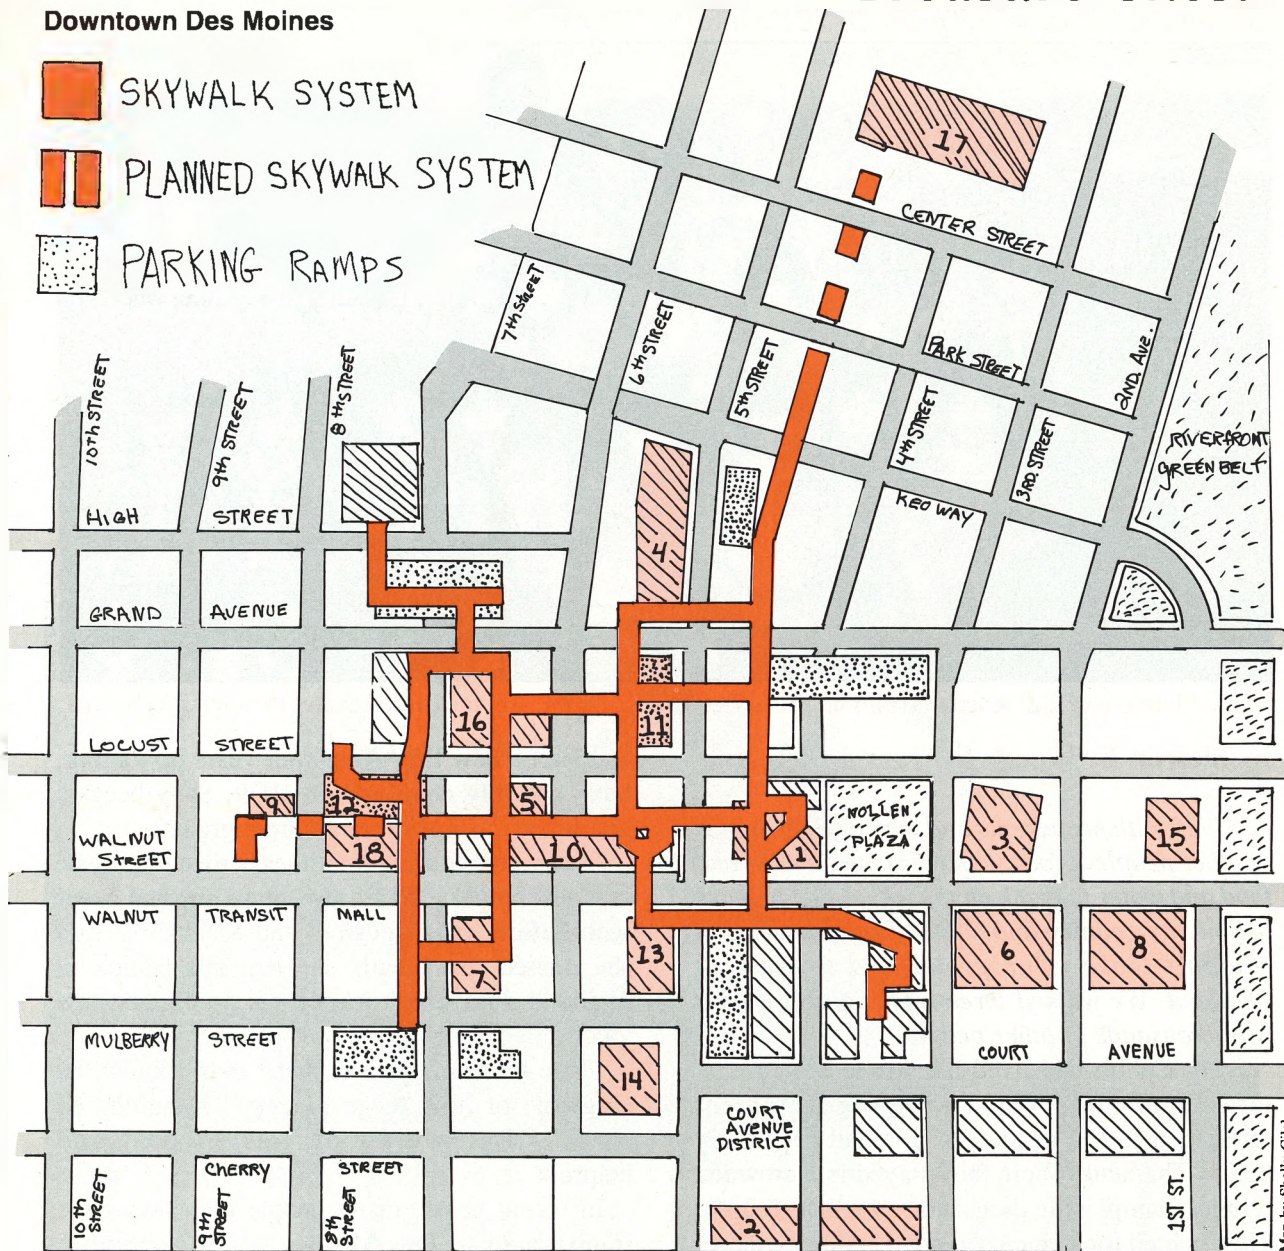 Downtown Des Moines
SKYWALK SYSTEM
PLANNED SKYWALK SYSTEM
PARKING RAMPS
17
CENTER STREET
7th Street
6th STREET
5th STREET
PARK STREET
4th STREET
3RD. STREET
2ND. Ave.
RIVERFRONT
GREENBELT
KEO WAY
10th STREET
9th STREET
8th STREET
HIGH STREET
4
GRAND AVENUE
16
11
LOCUST STREET
9
12
5
NOLLEN
PLAZA
3
15
WALNUT
STREET
18
10
1
WALNUT TRANSIT MALL
13
6
8
7
MULBERRY STREET
COURT AVENUE
14
COURT
AVENUE
DISTRICT
CHERRY STREET
10th
STREET
9th
STREET
8th
STREET
2
1ST ST.